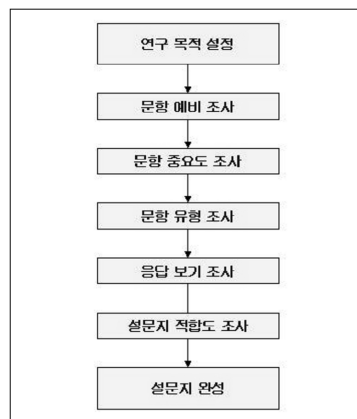 연구 목적 설정
문항 예비 조사
문항 중요도 조사
문항 유형 조사
응답 보기 조사
설문지 적합도 조사
설문지 완성